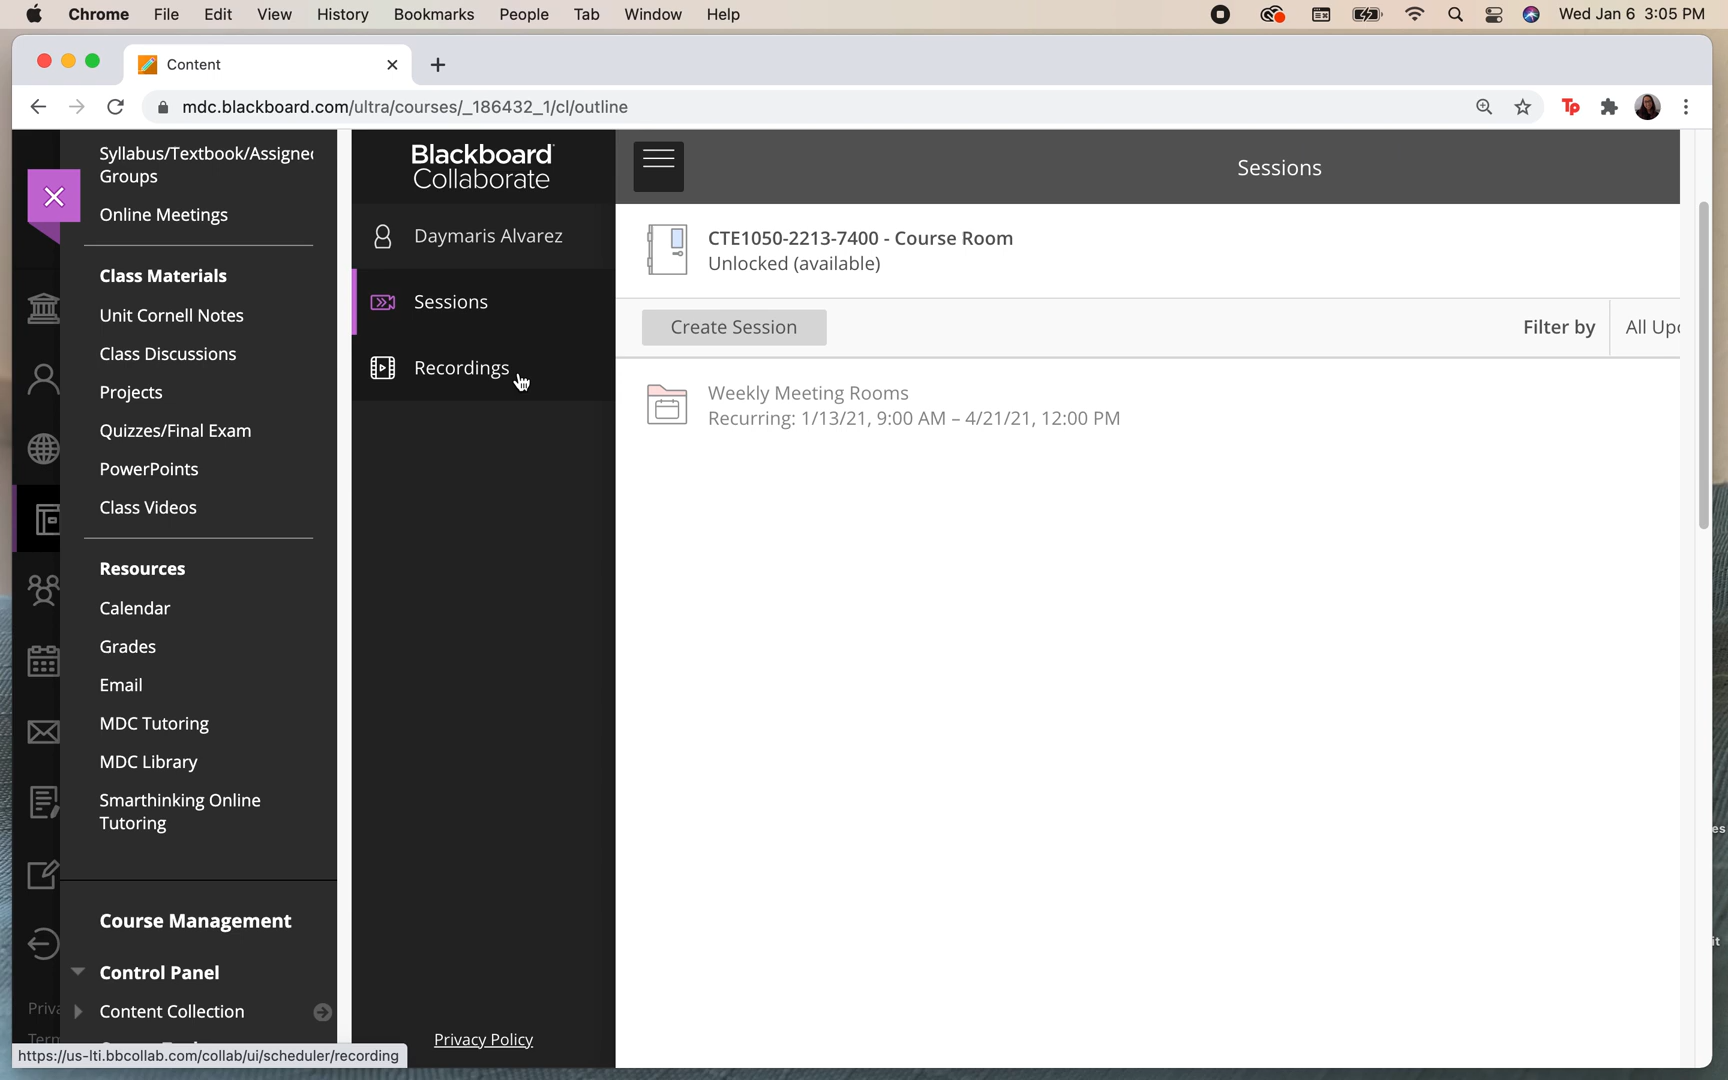 Chrome File Edit View History Bookmarks People Tab Window Help
Wed Jan 6 3:05 PM
Content
mdc.blackboard.com/ultra/courses/_186432_1/cl/outline
Tp
Syllabus/Textbook/Assigned
Groups
Online Meetings
Class Materials
Unit Cornell Notes
Class Discussions
Projects
Quizzes/Final Exam
PowerPoints
Class Videos
Resources
Calendar
Grades
Email
MDC Tutoring
MDC Library
Smarthinking Online
Tutoring
Course Management
Control Panel
Content Collection
https://us-lti.bbcollab.com/collab/ui/scheduler/recording
Blackboard
Collaborate
Daymaris Alvarez
Sessions
Recordings
Privacy Policy
Sessions
CTE1050-2213-7400 - Course Room
Unlocked (available)
Create Session
Filter by
All
Weekly Meeting Rooms
Recurring: 1/13/21, 9:00 AM – 4/21/21, 12:00 PM